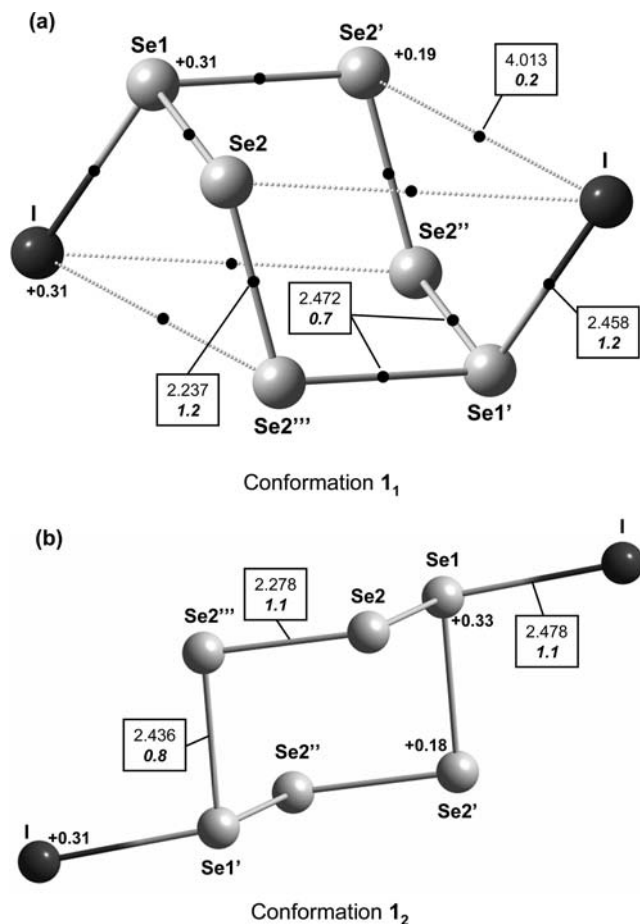 (a)
Se1
+0.31
Se2'
+0.19
4.013
0.2
Se2
I
I
+0.31
Se2''
2.472
0.7
2.458
1.2
2.237
1.2
Se2'''
Se1'
Conformation 1₁
(b)
I
Se1
2.278
1.1
Se2
Se2'''
+0.33
2.478
1.1
2.436
0.8
Se2''
+0.18
Se2'
I
+0.31
Se1'
Conformation 1₂